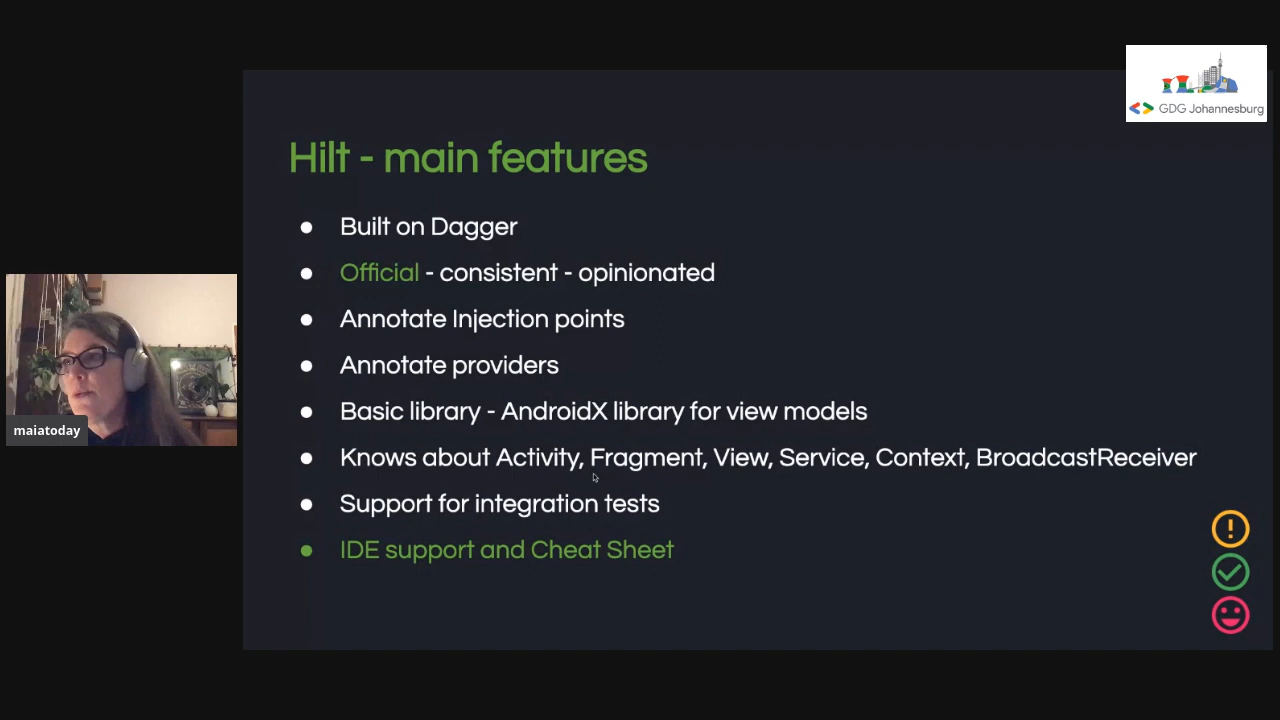 GDG Johannesburg
Hilt - main features
Built on Dagger
Official - consistent - opinionated
Annotate Injection points
Annotate providers
Basic library - AndroidX library for view models
Knows about Activity, Fragment, View, Service, Context, BroadcastReceiver
Support for integration tests
IDE support and Cheat Sheet
maiatoday